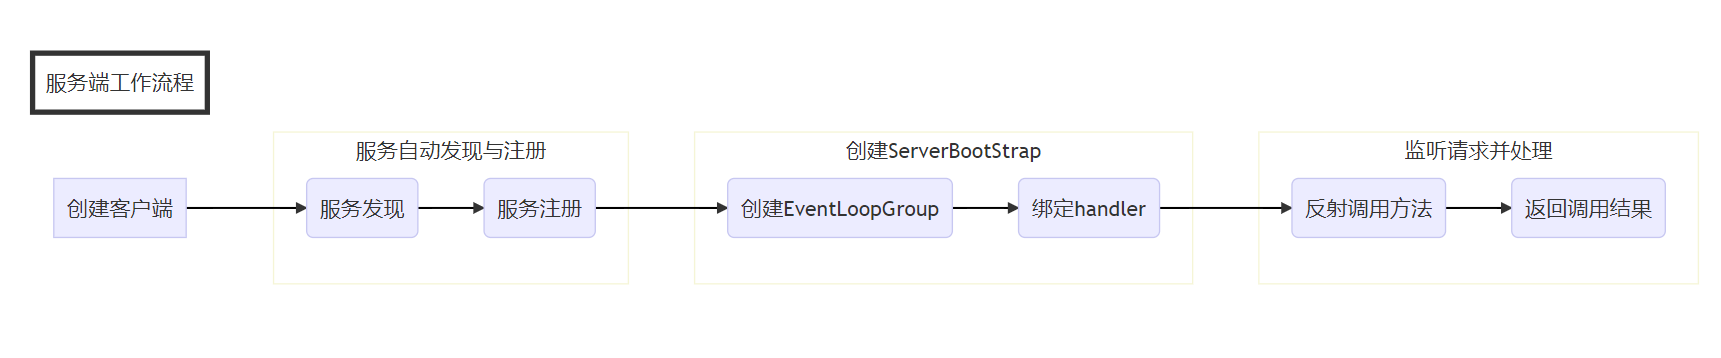 服务端工作流程
服务自动发现与注册
创建ServerBootStrap
监听请求并处理
创建客户端
服务发现
服务注册
创建EventLoopGroup
绑定handler
反射调用方法
返回调用结果